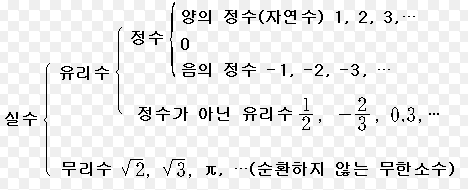 양의 정수(자연수) 1, 2, 3,…
정수
0
유리수
음의 정수 -1, -2, -3, …
실수
정수가 아닌 유리수 1/2, -2/3, 0.3, …
무리수 √2, √3, π, …(순환하지 않는 무한소수)